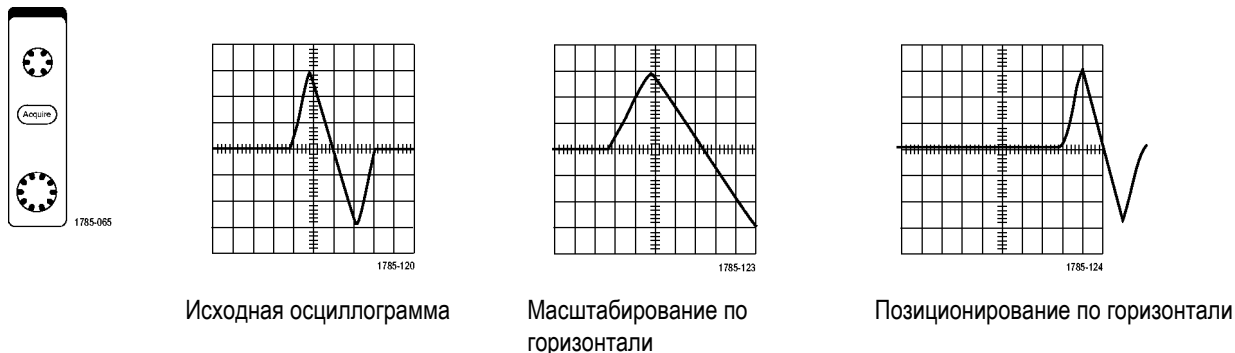 Acquire
1785-065
1785-120
1785-123
1785-124
Исходная осциллограмма
Масштабирование по
горизонтали
Позиционирование по горизонтали